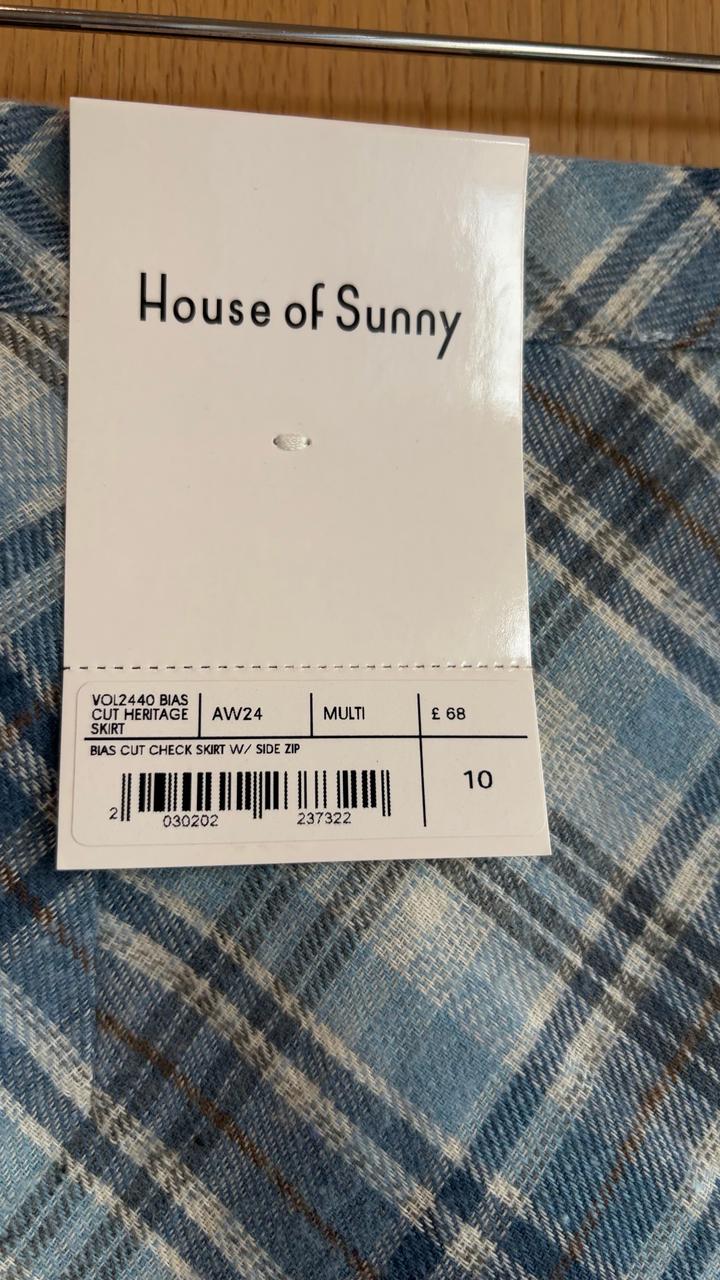 House of Sunny
VOL2440 BIAS
CUT HERITAGE
SKIRT
AW24
MULTI
£ 68
BIAS CUT CHECK SKIRT W/ SIDE ZIP
10
2 030202 237322